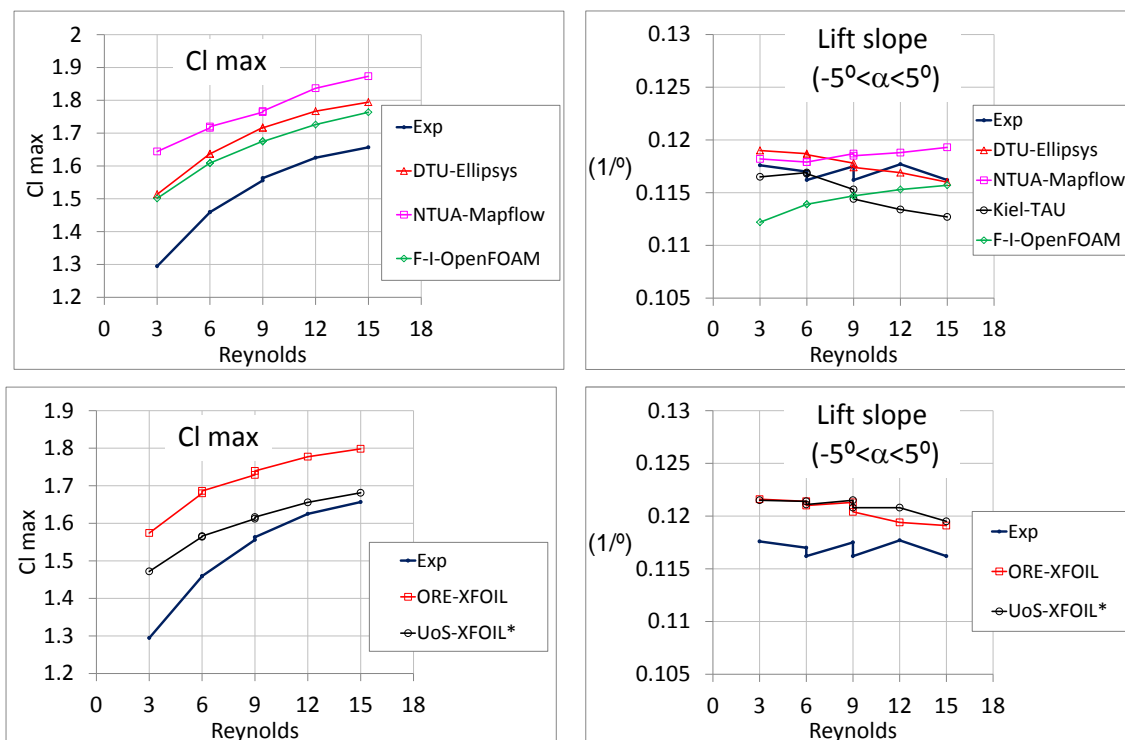 Cl max
Cl max
2
1.9
1.8
1.7
1.6
1.5
1.4
1.3
1.2
0 3 6 9 12 15 18
Reynolds
Exp
DTU-Ellipsys
NTUA-Mapflow
F-I-OpenFOAM
Lift slope
(-5⁰<α<5⁰)
(1/⁰)
0.13
0.125
0.12
0.115
0.11
0.105
0 3 6 9 12 15 18
Reynolds
Exp
DTU-Ellipsys
NTUA-Mapflow
Kiel-TAU
F-I-OpenFOAM
Cl max
Cl max
1.9
1.8
1.7
1.6
1.5
1.4
1.3
1.2
0 3 6 9 12 15 18
Reynolds
Exp
ORE-XFOIL
UoS-XFOIL*
Lift slope
(-5⁰<α<5⁰)
(1/⁰)
0.13
0.125
0.12
0.115
0.11
0.105
0 3 6 9 12 15 18
Reynolds
Exp
ORE-XFOIL
UoS-XFOIL*